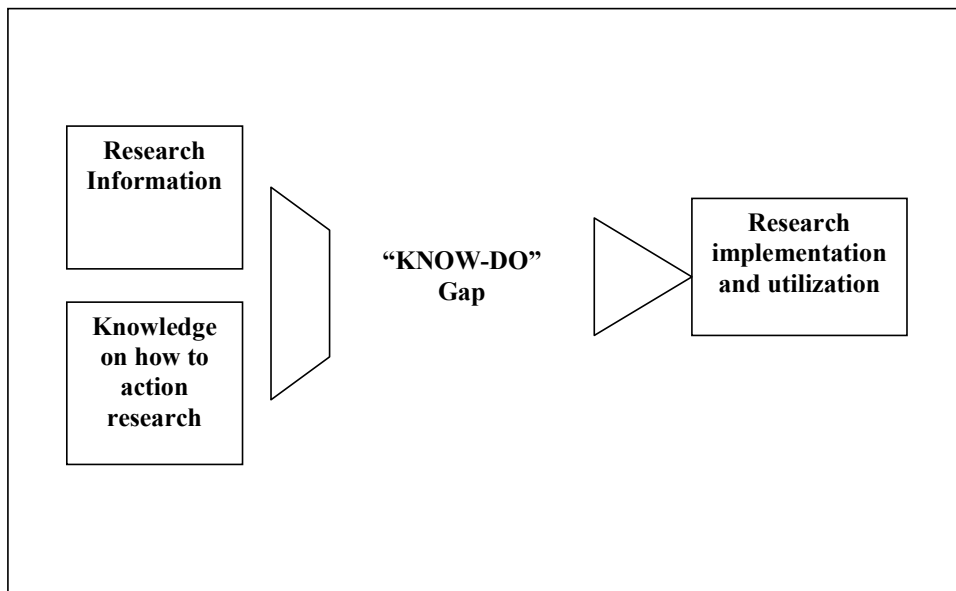 Research
Information
Knowledge
on how to
action
research
“KNOW-DO”
Gap
Research
implementation
and utilization